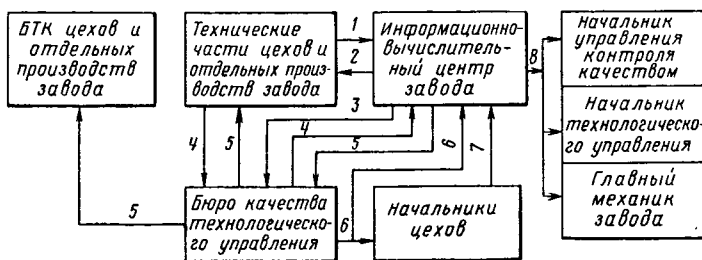 БТК цехов и
отдельных
производств
завода
Технические
части цехов и
отдельных произ-
водств завода
1
2
Информационно-
вычислитель-
ный центр
завода
8
Начальник
управления
контроля
качеством
Начальник
технологическо-
го управления
Главный
механик
завода
3
4
4
5
5
6
7
5
Бюро качества
технологическо-
го управления
6
Начальники
цехов